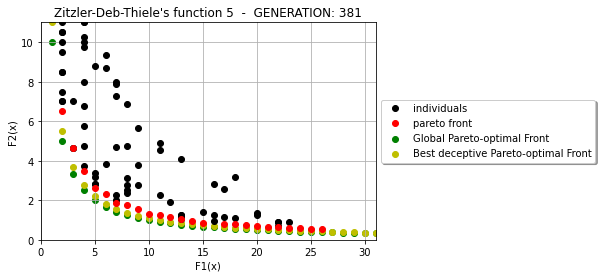 Zitzler-Deb-Thiele's function 5 - GENERATION: 381
10
8
6
4
2
0
F2(x)
0
5
10
15
20
25
30
F1(x)
individuals
pareto front
Global Pareto-optimal Front
Best deceptive Pareto-optimal Front